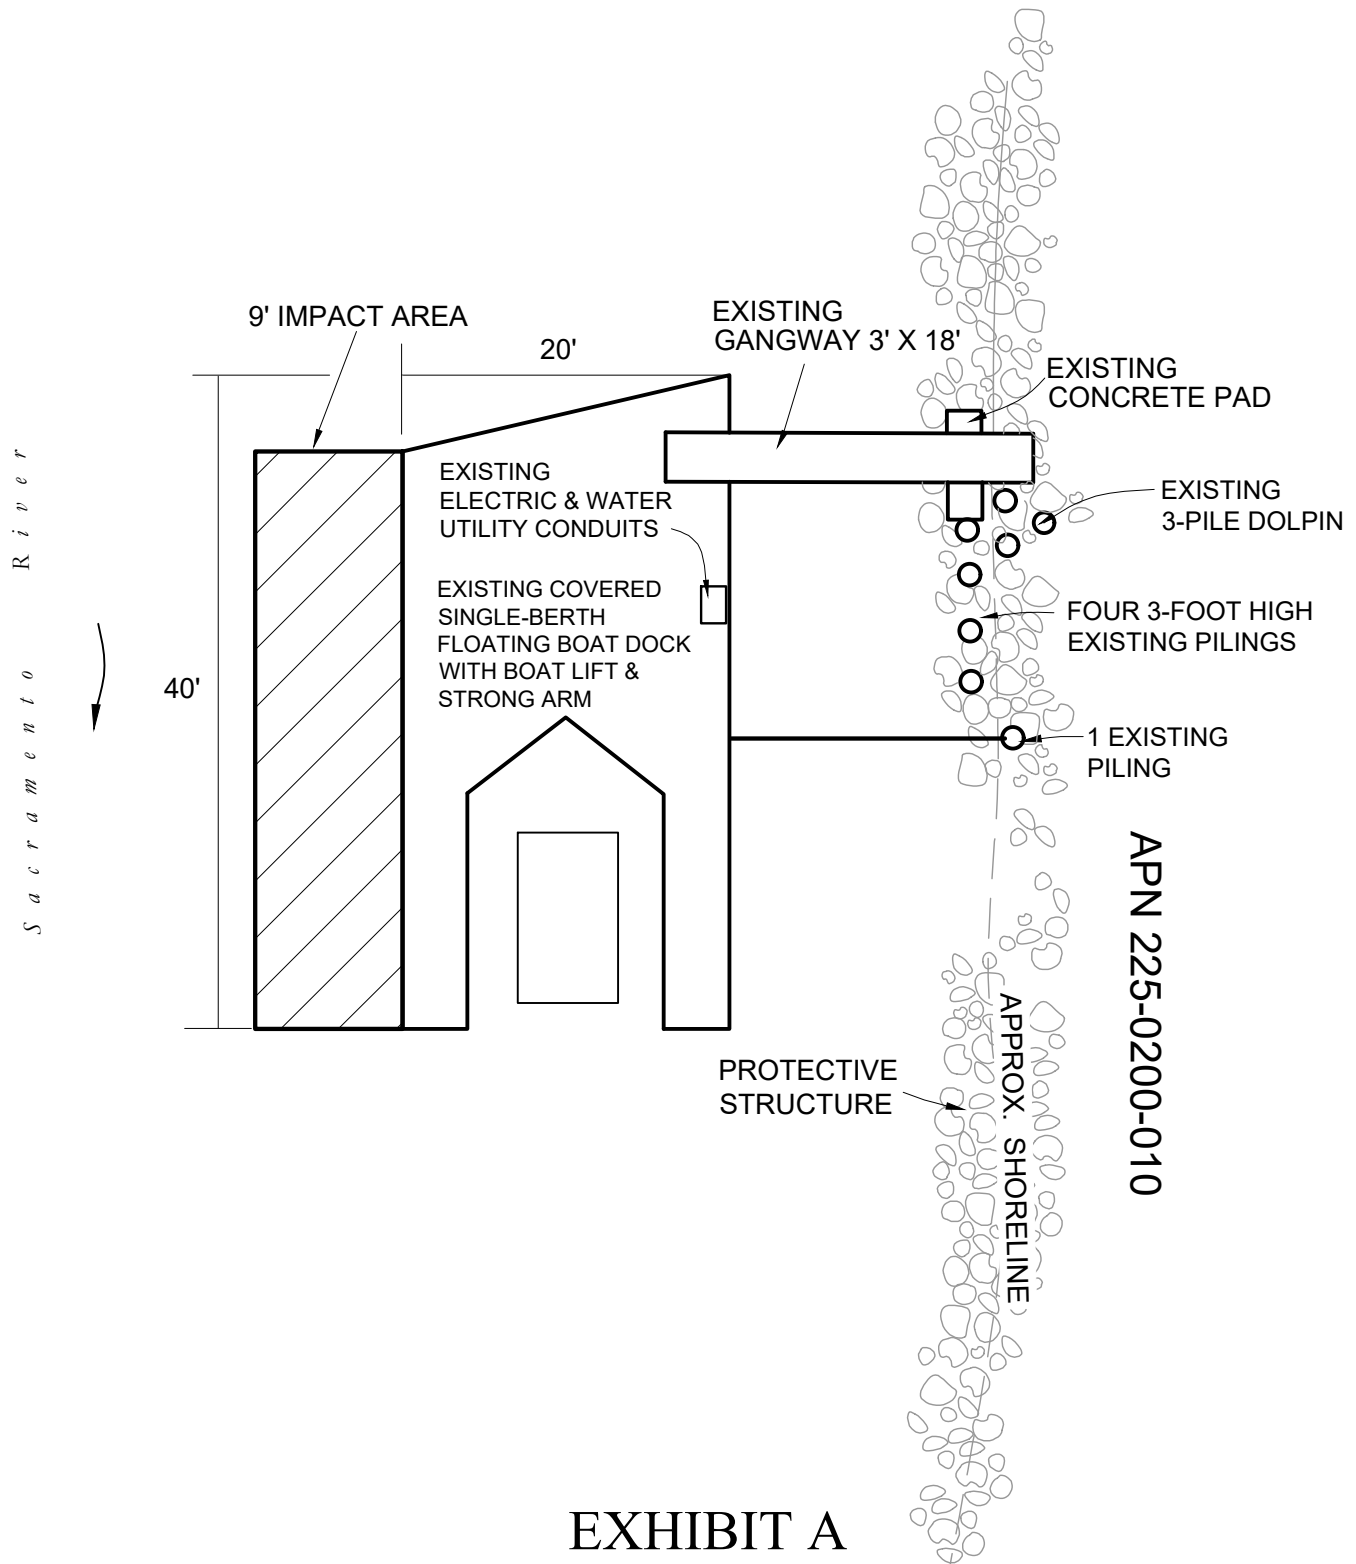 9' IMPACT AREA
20'
EXISTING
GANGWAY 3' X 18'
EXISTING
CONCRETE PAD
EXISTING
ELECTRIC & WATER
UTILITY CONDUITS
EXISTING
3-PILE DOLPIN
EXISTING COVERED
SINGLE-BERTH
FLOATING BOAT DOCK
WITH BOAT LIFT &
STRONG ARM
FOUR 3-FOOT HIGH
EXISTING PILINGS
40'
Sacramento River
1 EXISTING
PILING
APN 225-0200-010
PROTECTIVE
STRUCTURE
APPROX. SHORELINE
EXHIBIT A